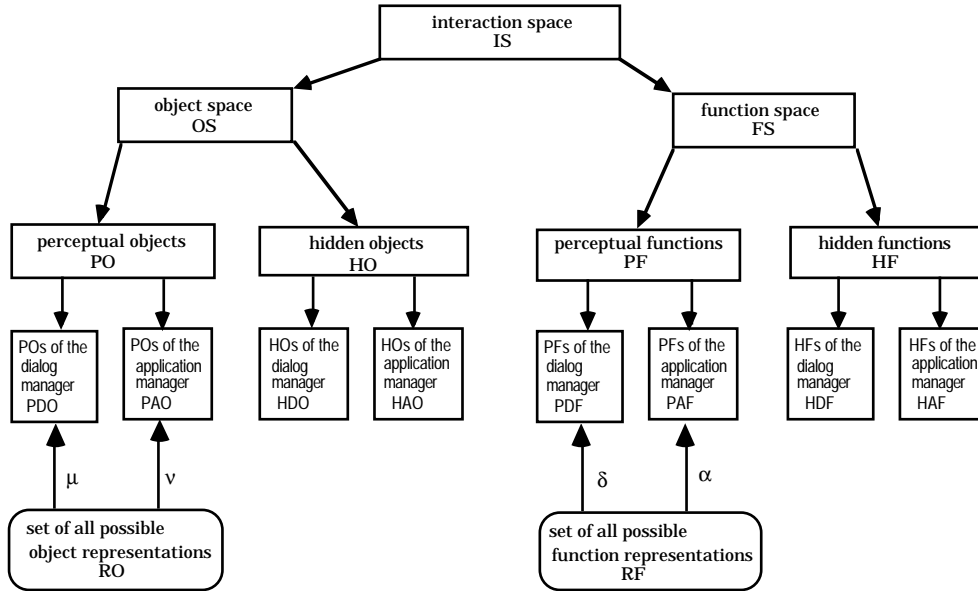 interaction space
IS
object space
OS
function space
FS
perceptual objects
PO
hidden objects
HO
perceptual functions
PF
hidden functions
HF
POs of the
dialog
manager
PDO
POs of the
application
manager
PAO
HOs of the
dialog
manager
HDO
HOs of the
application
manager
HAO
PFs of the
dialog
manager
PDF
PFs of the
application
manager
PAF
HFs of the
dialog
manager
HDF
HFs of the
application
manager
HAF
μ
ν
δ
α
set of all possible
object representations
RO
set of all possible
function representations
RF